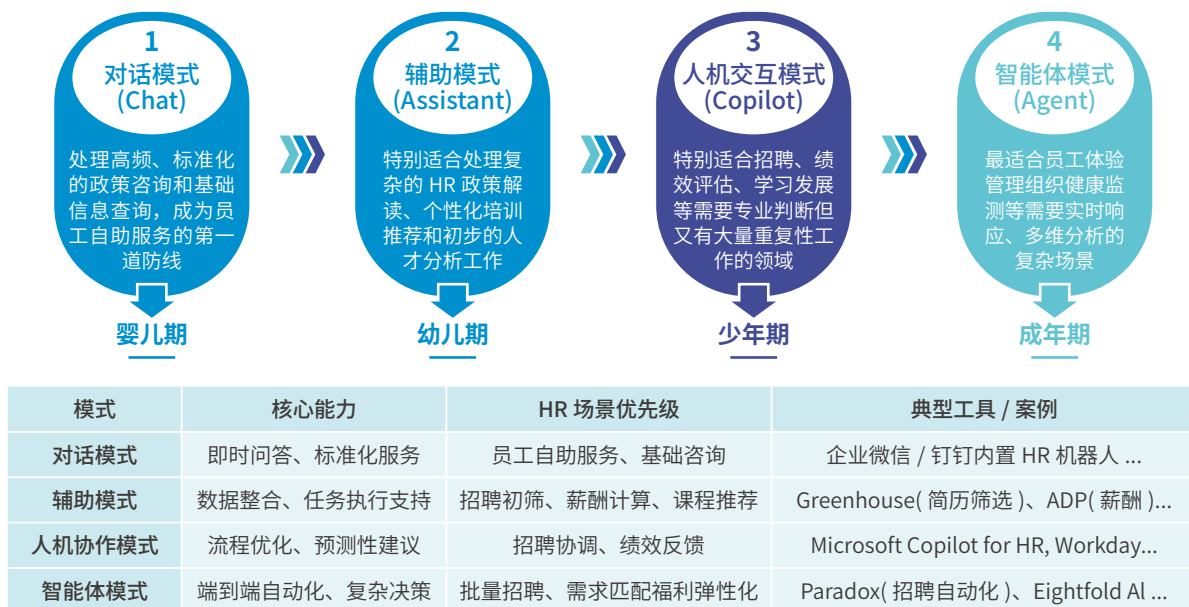 1
对话模式
(Chat)
处理高频、标准化
的政策咨询和基础
信息查询，成为员
工自助服务的第一
道防线
婴儿期
2
辅助模式
(Assistant)
特别适合处理复
杂的 HR 政策解
读、个性化培训
推荐和初步的人
才分析工作
幼儿期
3
人机交互模式
(Copilot)
特别适合招聘、绩
效评估、学习发展
等需要专业判断但
又有大量重复性工
作的领域
少年期
4
智能体模式
(Agent)
最适合员工体验
管理组织健康监
测等需要实时响
应、多维分析的
复杂场景
成年期
模式 核心能力 HR 场景优先级 典型工具 / 案例
对话模式 即时问答、标准化服务 员工自助服务、基础咨询 企业微信 / 钉钉内置 HR 机器人 ...
辅助模式 数据整合、任务执行支持 招聘初筛、薪酬计算、课程推荐 Greenhouse( 简历筛选 )、ADP( 薪酬 )...
人机协作模式 流程优化、预测性建议 招聘协调、绩效反馈 Microsoft Copilot for HR, Workday...
智能体模式 端到端自动化、复杂决策 批量招聘、需求匹配福利弹性化 Paradox( 招聘自动化 )、Eightfold Al ...